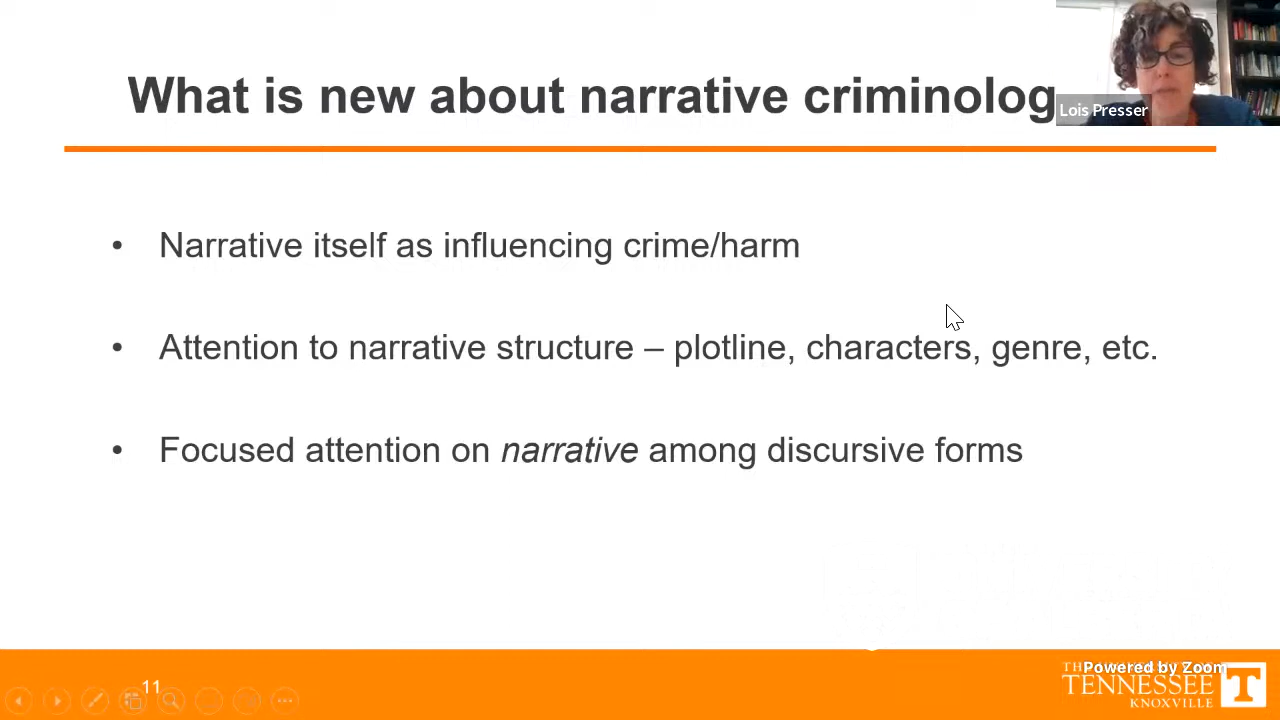 What is new about narrative criminolog
Lois Presser
• Narrative itself as influencing crime/harm
• Attention to narrative structure – plotline, characters, genre, etc.
• Focused attention on narrative among discursive forms
11
Powered by Zoom
TENNESSEE
KNOXVILLE
T